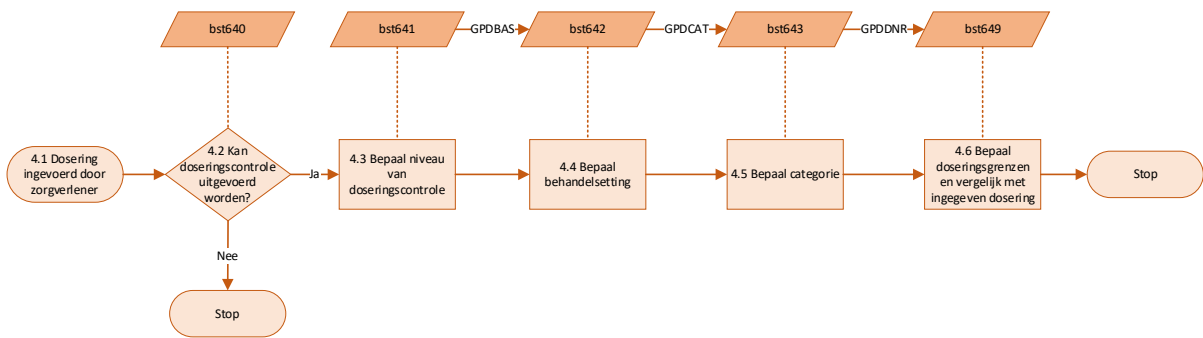 bst640
bst641
GPDBAS
bst642
GPDCAT
bst643
GPDDNR
bst649
4.1 Dosering
ingevoerd door
zorgverlener
4.2 Kan
doseringscontrole
uitgevoerd
worden?
Ja
4.3 Bepaal niveau
van
doseringscontrole
4.4 Bepaal
behandelsetting
4.5 Bepaal categorie
4.6 Bepaal
doseringsgrenzen
en vergelijk met
ingegeven dosering
Stop
Nee
Stop